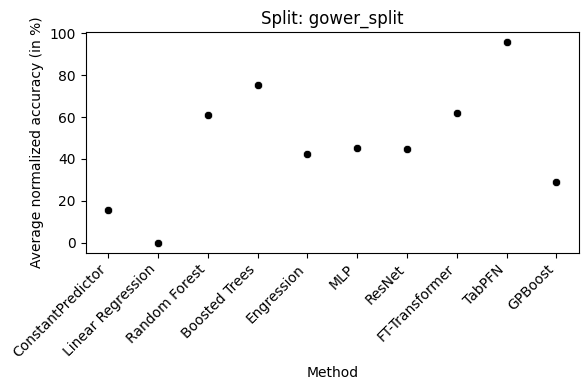 Split: gower_split
Average normalized accuracy (in %)
100
80
60
40
20
0
ConstantPredictor
Linear Regression
Random Forest
Boosted Trees
Engression
MLP
ResNet
FT-Transformer
TabPFN
GPBoost
Method